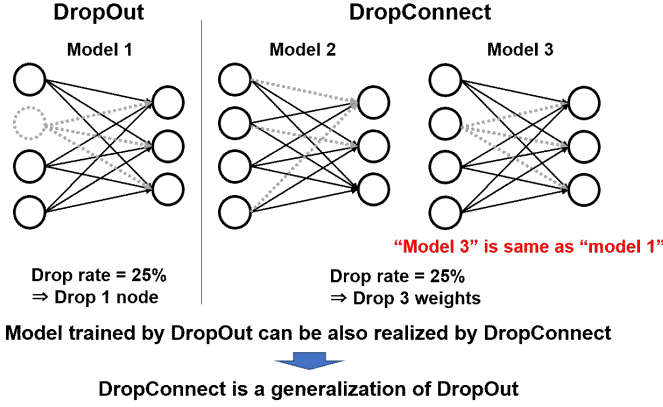 DropOut
DropConnect
Model 1
Model 2
Model 3
“Model 3” is same as “model 1”
Drop rate = 25%
⇒ Drop 1 node
Drop rate = 25%
⇒ Drop 3 weights
Model trained by DropOut can be also realized by DropConnect
DropConnect is a generalization of DropOut